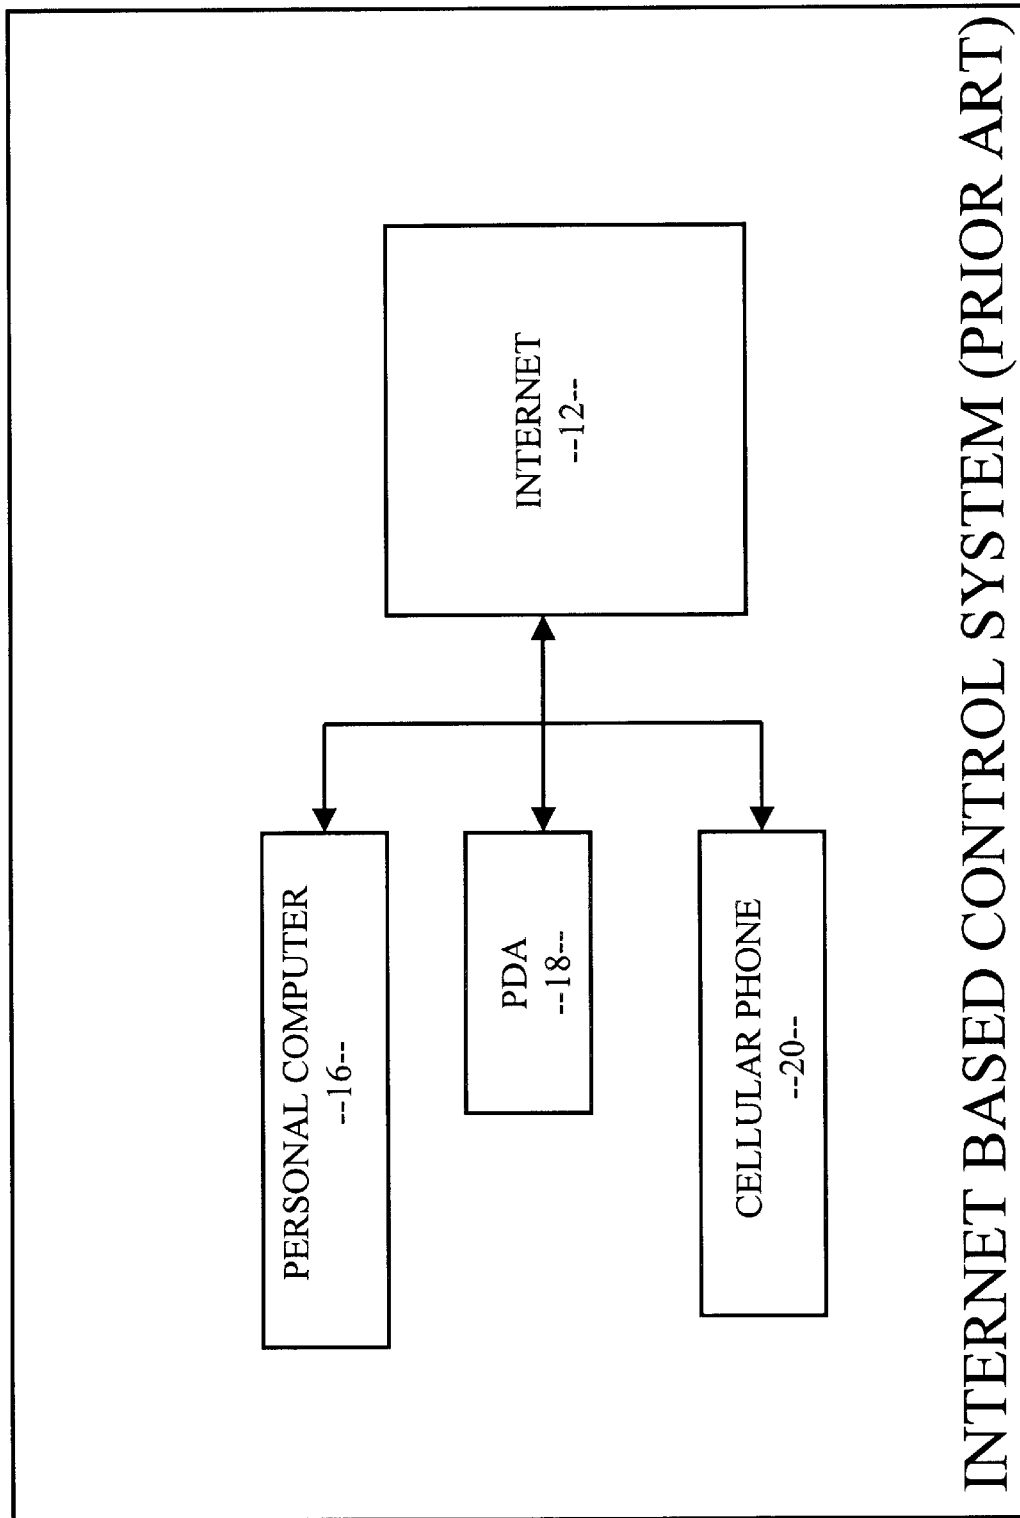 PERSONAL COMPUTER
--16--
PDA
--18--
CELLULAR PHONE
--20--
INTERNET
--12--
INTERNET BASED CONTROL SYSTEM (PRIOR ART)